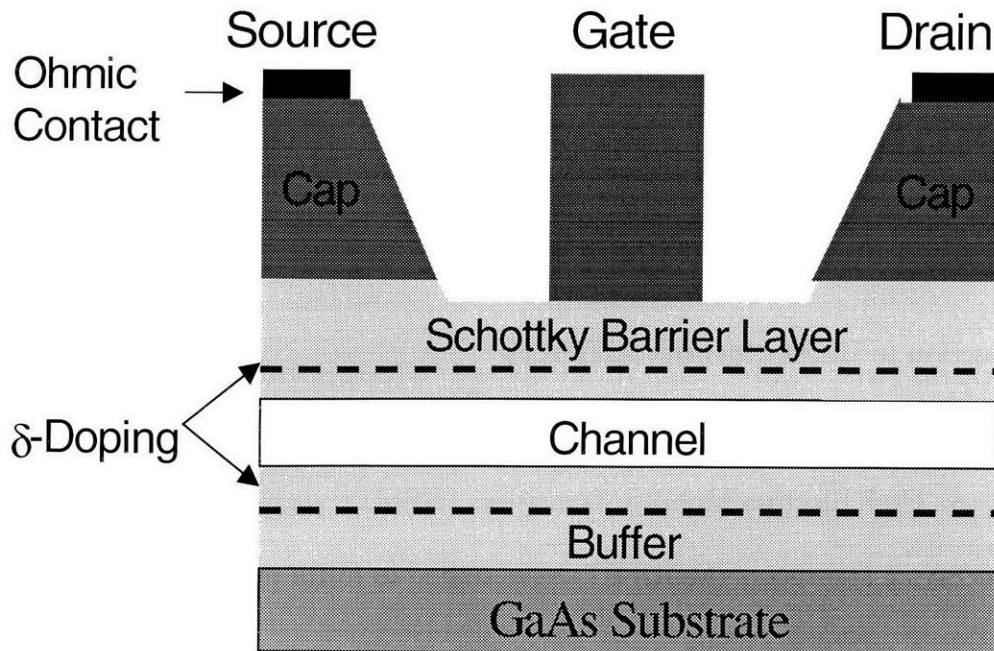 Source Gate Drain
Ohmic
Contact
Cap Cap
Schottky Barrier Layer
δ-Doping
Channel
Buffer
GaAs Substrate